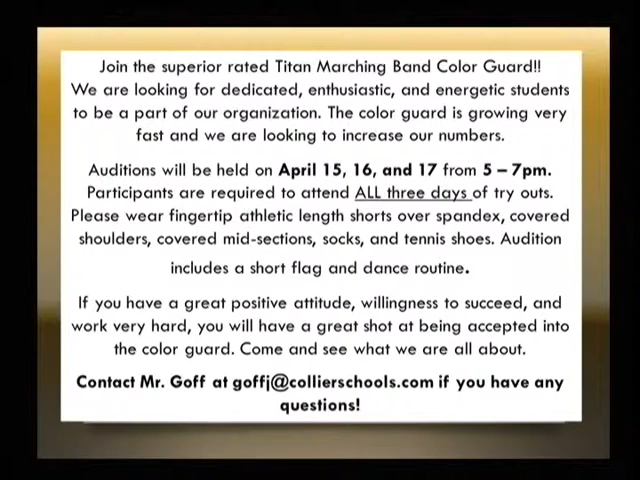 Join the superior rated Titan Marching Band Color Guard!!
We are looking for dedicated, enthusiastic, and energetic students
to be a part of our organization. The color guard is growing very
fast and we are looking to increase our numbers.
Auditions will be held on April 15, 16, and 17 from 5 – 7pm.
Participants are required to attend ALL three days of try outs.
Please wear fingertip athletic length shorts over spandex, covered
shoulders, covered mid-sections, socks, and tennis shoes. Audition
includes a short flag and dance routine.
If you have a great positive attitude, willingness to succeed, and
work very hard, you will have a great shot at being accepted into
the color guard. Come and see what we are all about.
Contact Mr. Goff at goffj@collierschools.com if you have any
questions!